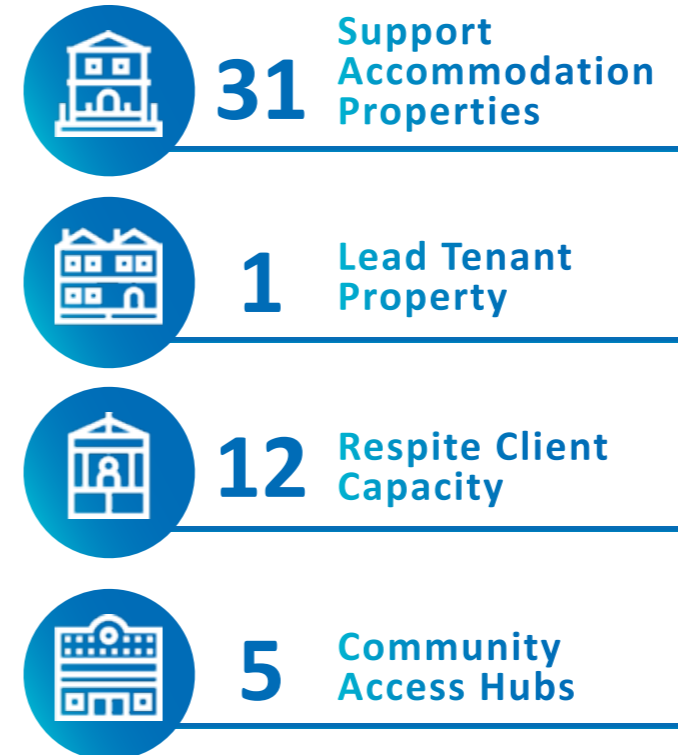 31
Support
Accommodation
Properties
1
Lead Tenant
Property
12
Respite Client
Capacity
5
Community
Access Hubs